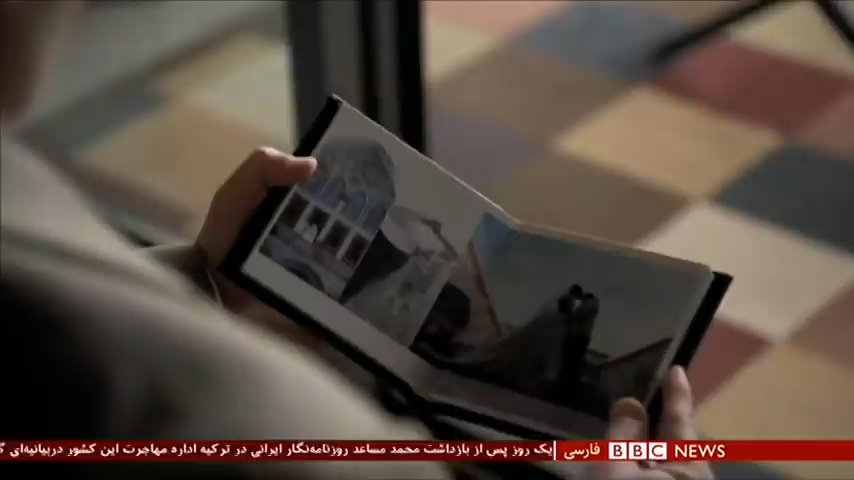 یک روز پس از بازداشت محمد مساعد روزنامه‌نگار ایرانی در ترکیه اداره مهاجرت این کشور دربیانیه‌ای
BBC NEWS فارسی